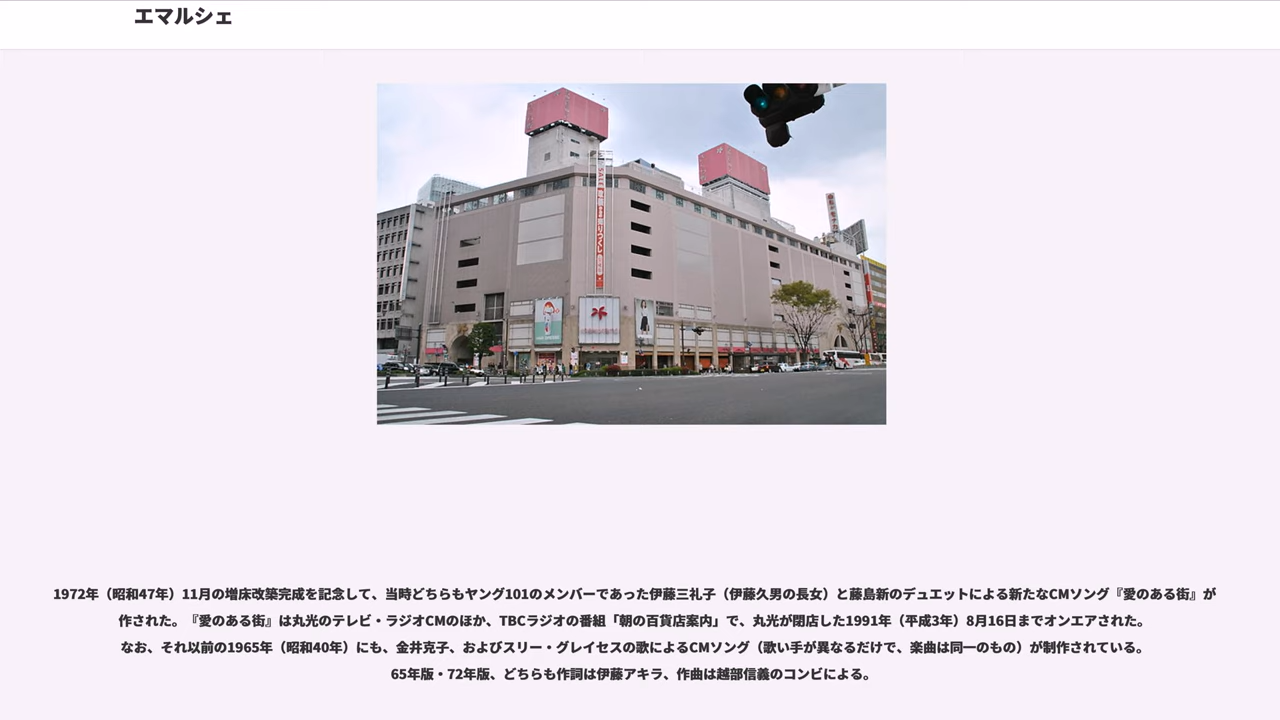 エマルシェ
SALE
1972年（昭和47年）11月の増床改築完成を記念して、当時どちらもヤング101のメンバーであった伊藤三礼子（伊藤久男の長女）と藤島新のデュエットによる新たなCMソング『愛のある街』が
作された。『愛のある街』は丸光のテレビ・ラジオCMのほか、TBCラジオの番組「朝の百貨店案内」で、丸光が閉店した1991年（平成3年）8月16日までオンエアされた。
なお、それ以前の1965年（昭和40年）にも、金井克子、およびスリー・グレイセスの歌によるCMソング（歌い手が異なるだけで、楽曲は同一のもの）が制作されている。
65年版・72年版、どちらも作詞は伊藤アキラ、作曲は越部信義のコンビによる。